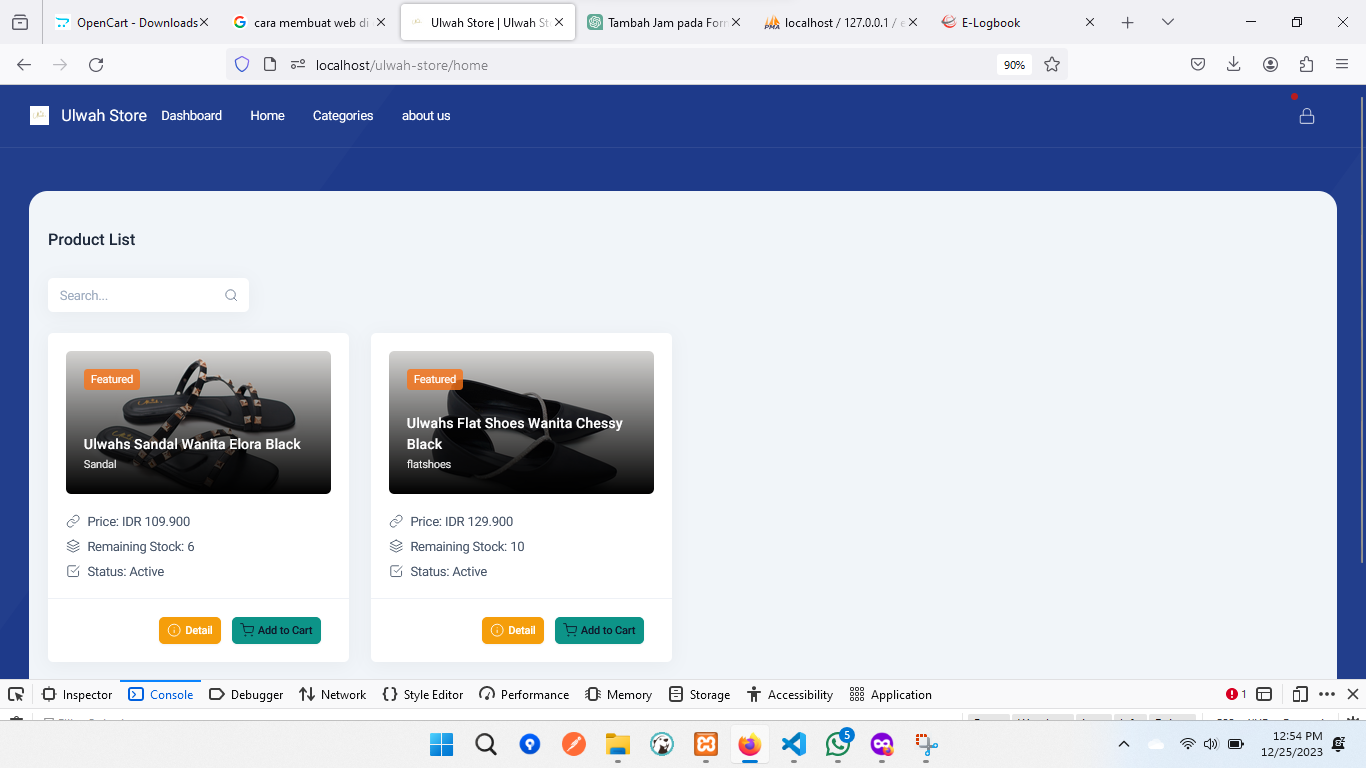 OpenCart - Downloads
cara membuat web di
Ulwah Store | Ulwah St
Tambah Jam pada Form
localhost / 127.0.0.1 / e
E-Logbook
localhost/ulwah-store/home
90%
Ulwah Store
Dashboard
Home
Categories
about us
Product List
Search...
Featured
Ulwahs Sandal Wanita Elora Black
Sandal
Price: IDR 109.900
Remaining Stock: 6
Status: Active
Detail
Add to Cart
Featured
Ulwahs Flat Shoes Wanita Chessy
Black
flatshoes
Price: IDR 129.900
Remaining Stock: 10
Status: Active
Detail
Add to Cart
Inspector
Console
Debugger
Network
Style Editor
Performance
Memory
Storage
Accessibility
Application
1
5
12:54 PM
12/25/2023